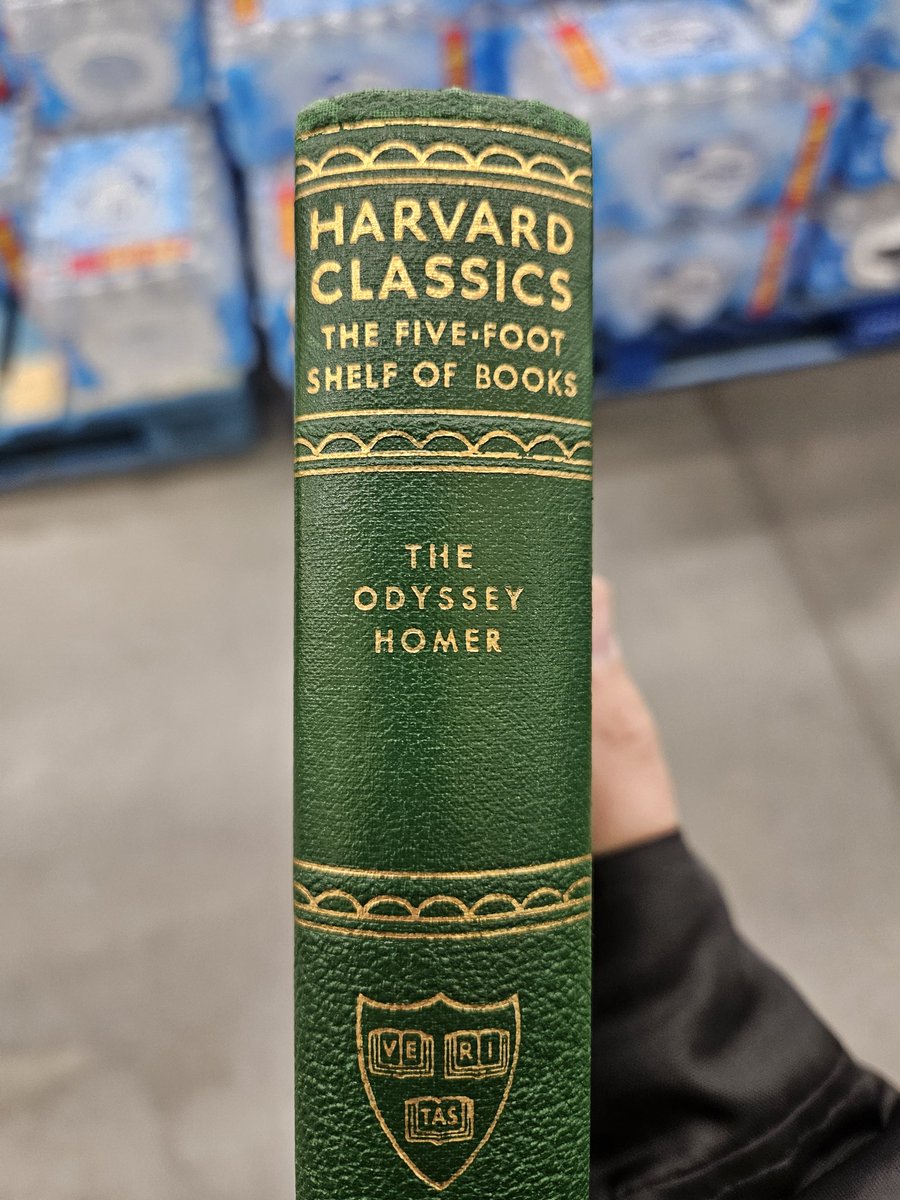 HARVARD
CLASSICS
THE FIVE-FOOT
SHELF OF BOOKS
THE
ODYSSEY
HOMER
VE RI
TAS